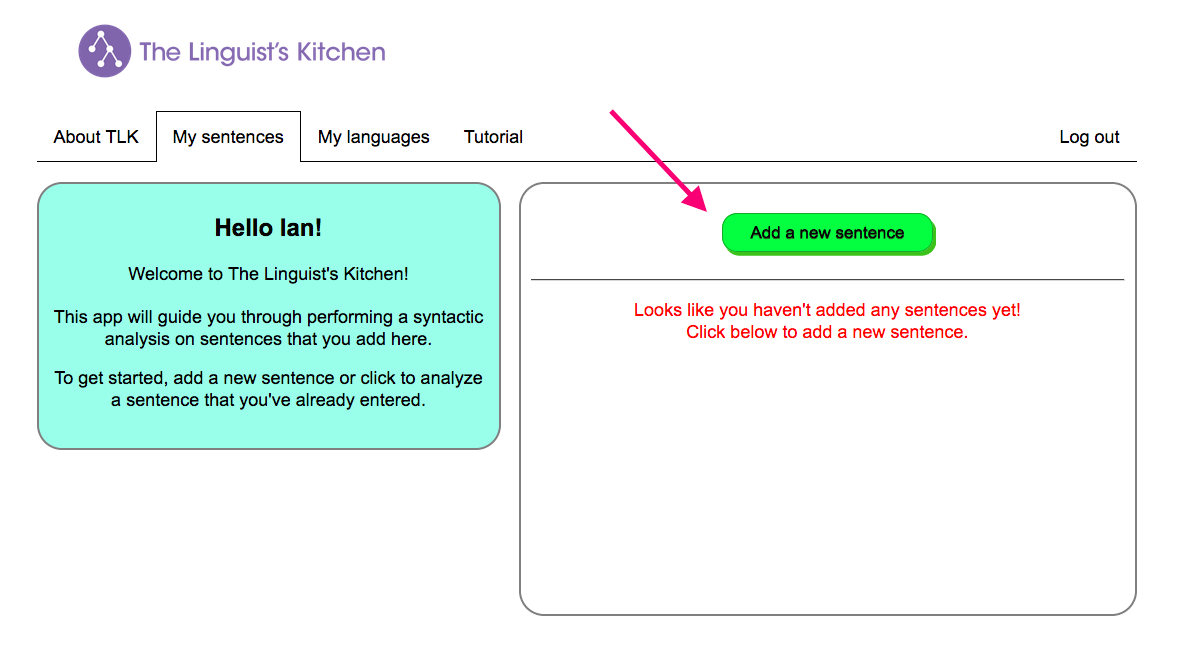 The Linguist's Kitchen
About TLK
My sentences
My languages
Tutorial
Log out
Hello Ian!
Welcome to The Linguist's Kitchen!
This app will guide you through performing a syntactic
analysis on sentences that you add here.
To get started, add a new sentence or click to analyze
a sentence that you've already entered.
Add a new sentence
Looks like you haven't added any sentences yet!
Click below to add a new sentence.